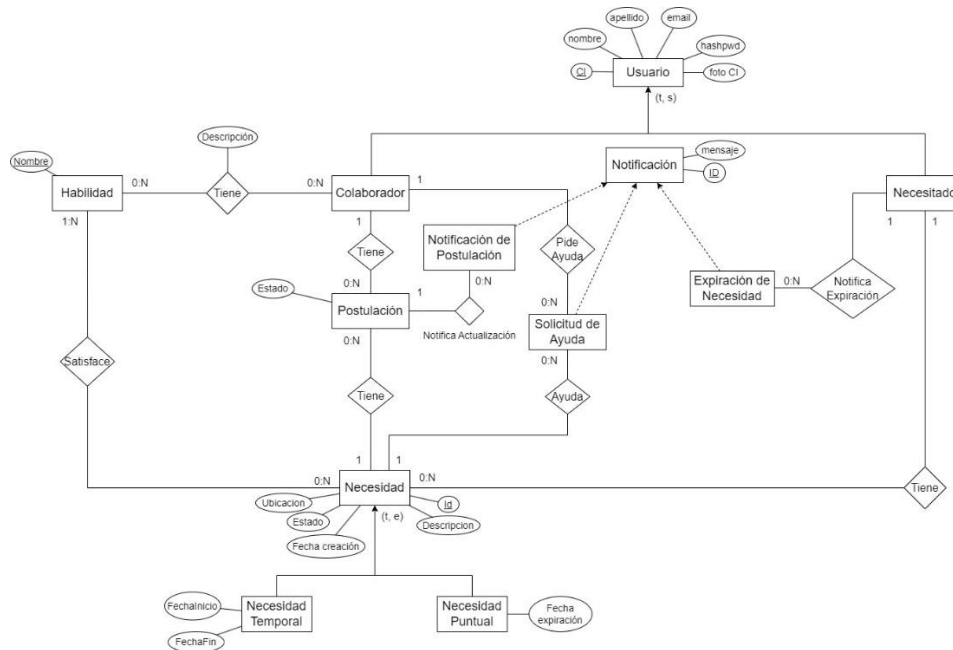 apellido
email
nombre
hashpwd
CI
Usuario
foto CI
(t, s)
Descripción
mensaje
Nombre
Notificación
ID
0:N
0:N
1
Habilidad
Tiene
Colaborador
Necesitado
1:N
1
1
1
Notificación de
Postulación
Pide
Ayuda
Tiene
0:N
Expiración de
Necesidad
0:N
Notifica
Expiración
Estado
0:N
1
0:N
Postulación
Solicitud de
Ayuda
Notifica Actualización
0:N
0:N
Satisface
Tiene
Ayuda
1
1
0:N
0:N
Necesidad
Tiene
Ubicacion
Id
Estado
(t, e)
Descripcion
Fecha creación
FechaInicio
Necesidad
Temporal
Necesidad
Puntual
Fecha
expiración
FechaFin